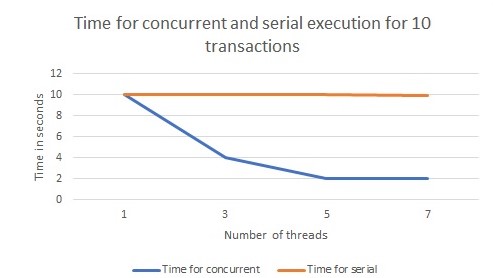 Time for concurrent and serial execution for 10
transactions
12
10
8
6
4
2
0
Time in seconds
1 3 5 7
Number of threads
Time for concurrent Time for serial